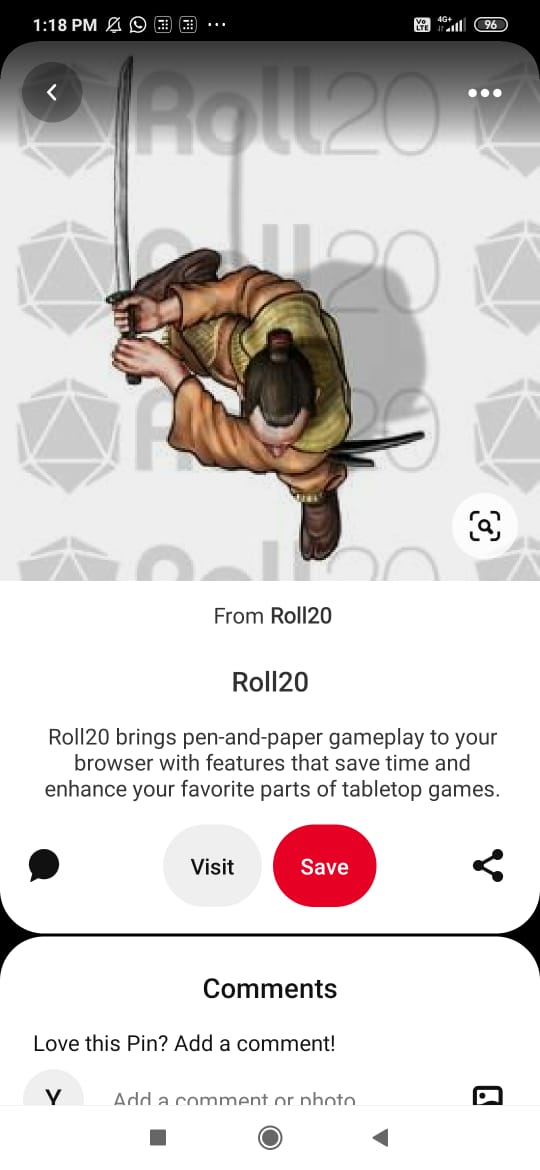 1:18 PM
Vo LTE
4G+
96
Roll20
Roll20
20
Roll20
From Roll20
Roll20
Roll20 brings pen-and-paper gameplay to your
browser with features that save time and
enhance your favorite parts of tabletop games.
Visit
Save
Comments
Love this Pin? Add a comment!
Y
Add a comment or photo